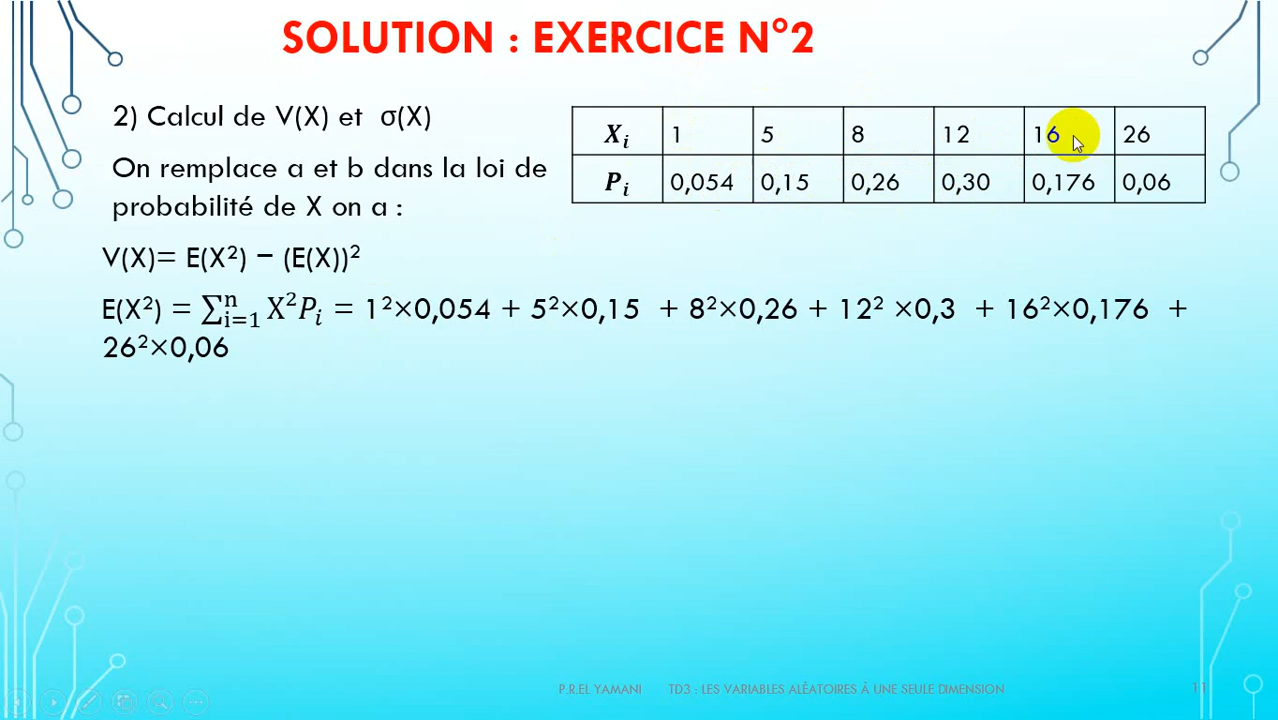 SOLUTION : EXERCICE N°2
2) Calcul de V(X) et σ(X)
On remplace a et b dans la loi de
probabilité de X on a :
X_i 1 5 8 12 16 26
P_i 0,054 0,15 0,26 0,30 0,176 0,06
V(X)= E(X²) − (E(X))²
E(X²) = ∑_{i=1}^{n} X²P_i = 1²×0,054 + 5²×0,15 + 8²×0,26 + 12² ×0,3 + 16²×0,176 +
26²×0,06
P.R.EL YAMANI TD3 : LES VARIABLES ALÉATOIRES À UNE SEULE DIMENSION 11